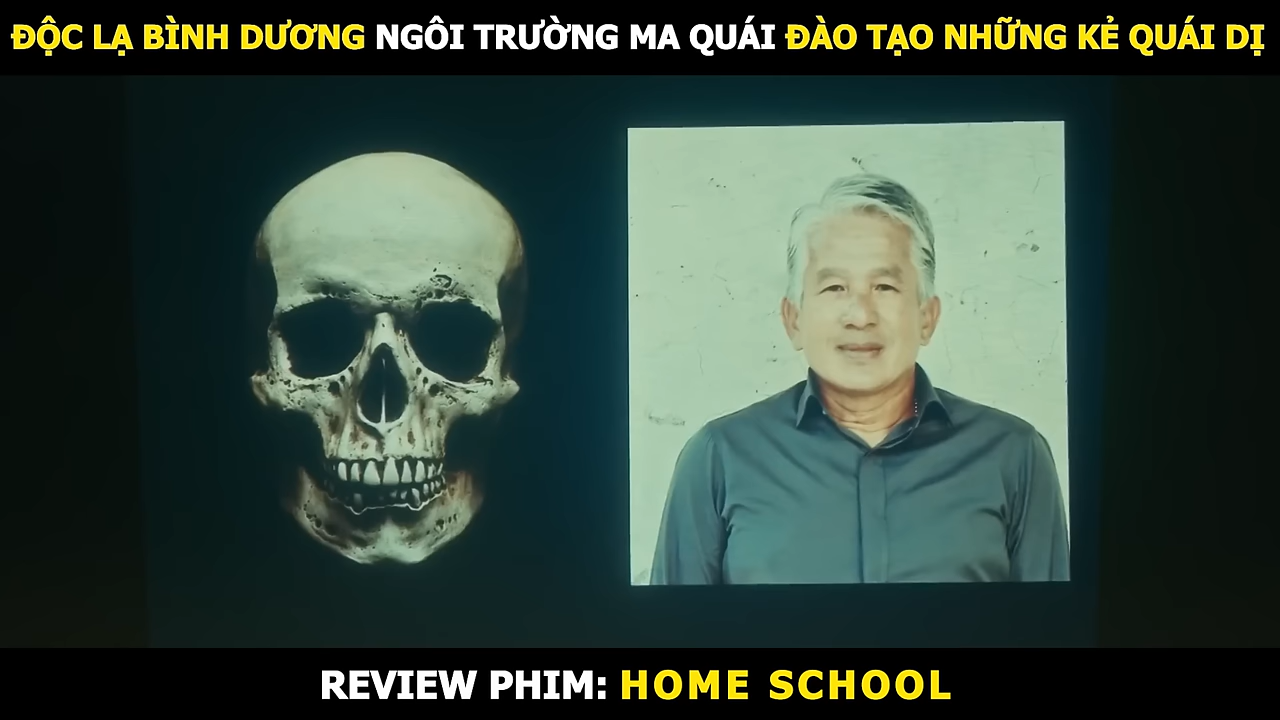 ĐỘC LẠ BÌNH DƯƠNG NGÔI TRƯỜNG MA QUÁI ĐÀO TẠO NHỮNG KẺ QUÁI DỊ
REVIEW PHIM: HOME SCHOOL